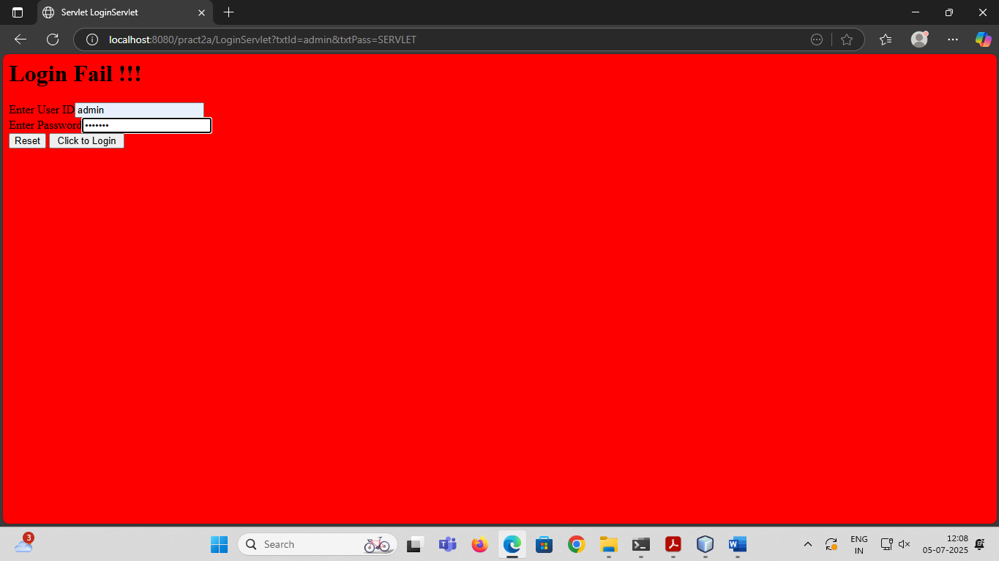 Servlet LoginServlet
localhost:8080/pract2a/LoginServlet?txtId=admin&txtPass=SERVLET
Login Fail !!!
Enter User ID admin
Enter Password •••••••
Reset Click to Login
3
Search
ENG
IN
12:08
05-07-2025